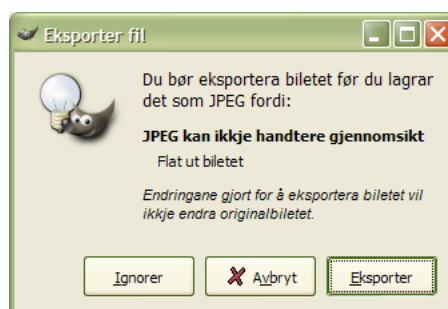 Eksporter fil
Du bør eksportera biletet før du lagrar
det som JPEG fordi:
JPEG kan ikkje handtere gjennomsikt
Flat ut biletet
Endringane gjort for å eksportera biletet vil
ikkje endra originalbiletet.
Ignorer
Avbryt
Eksporter